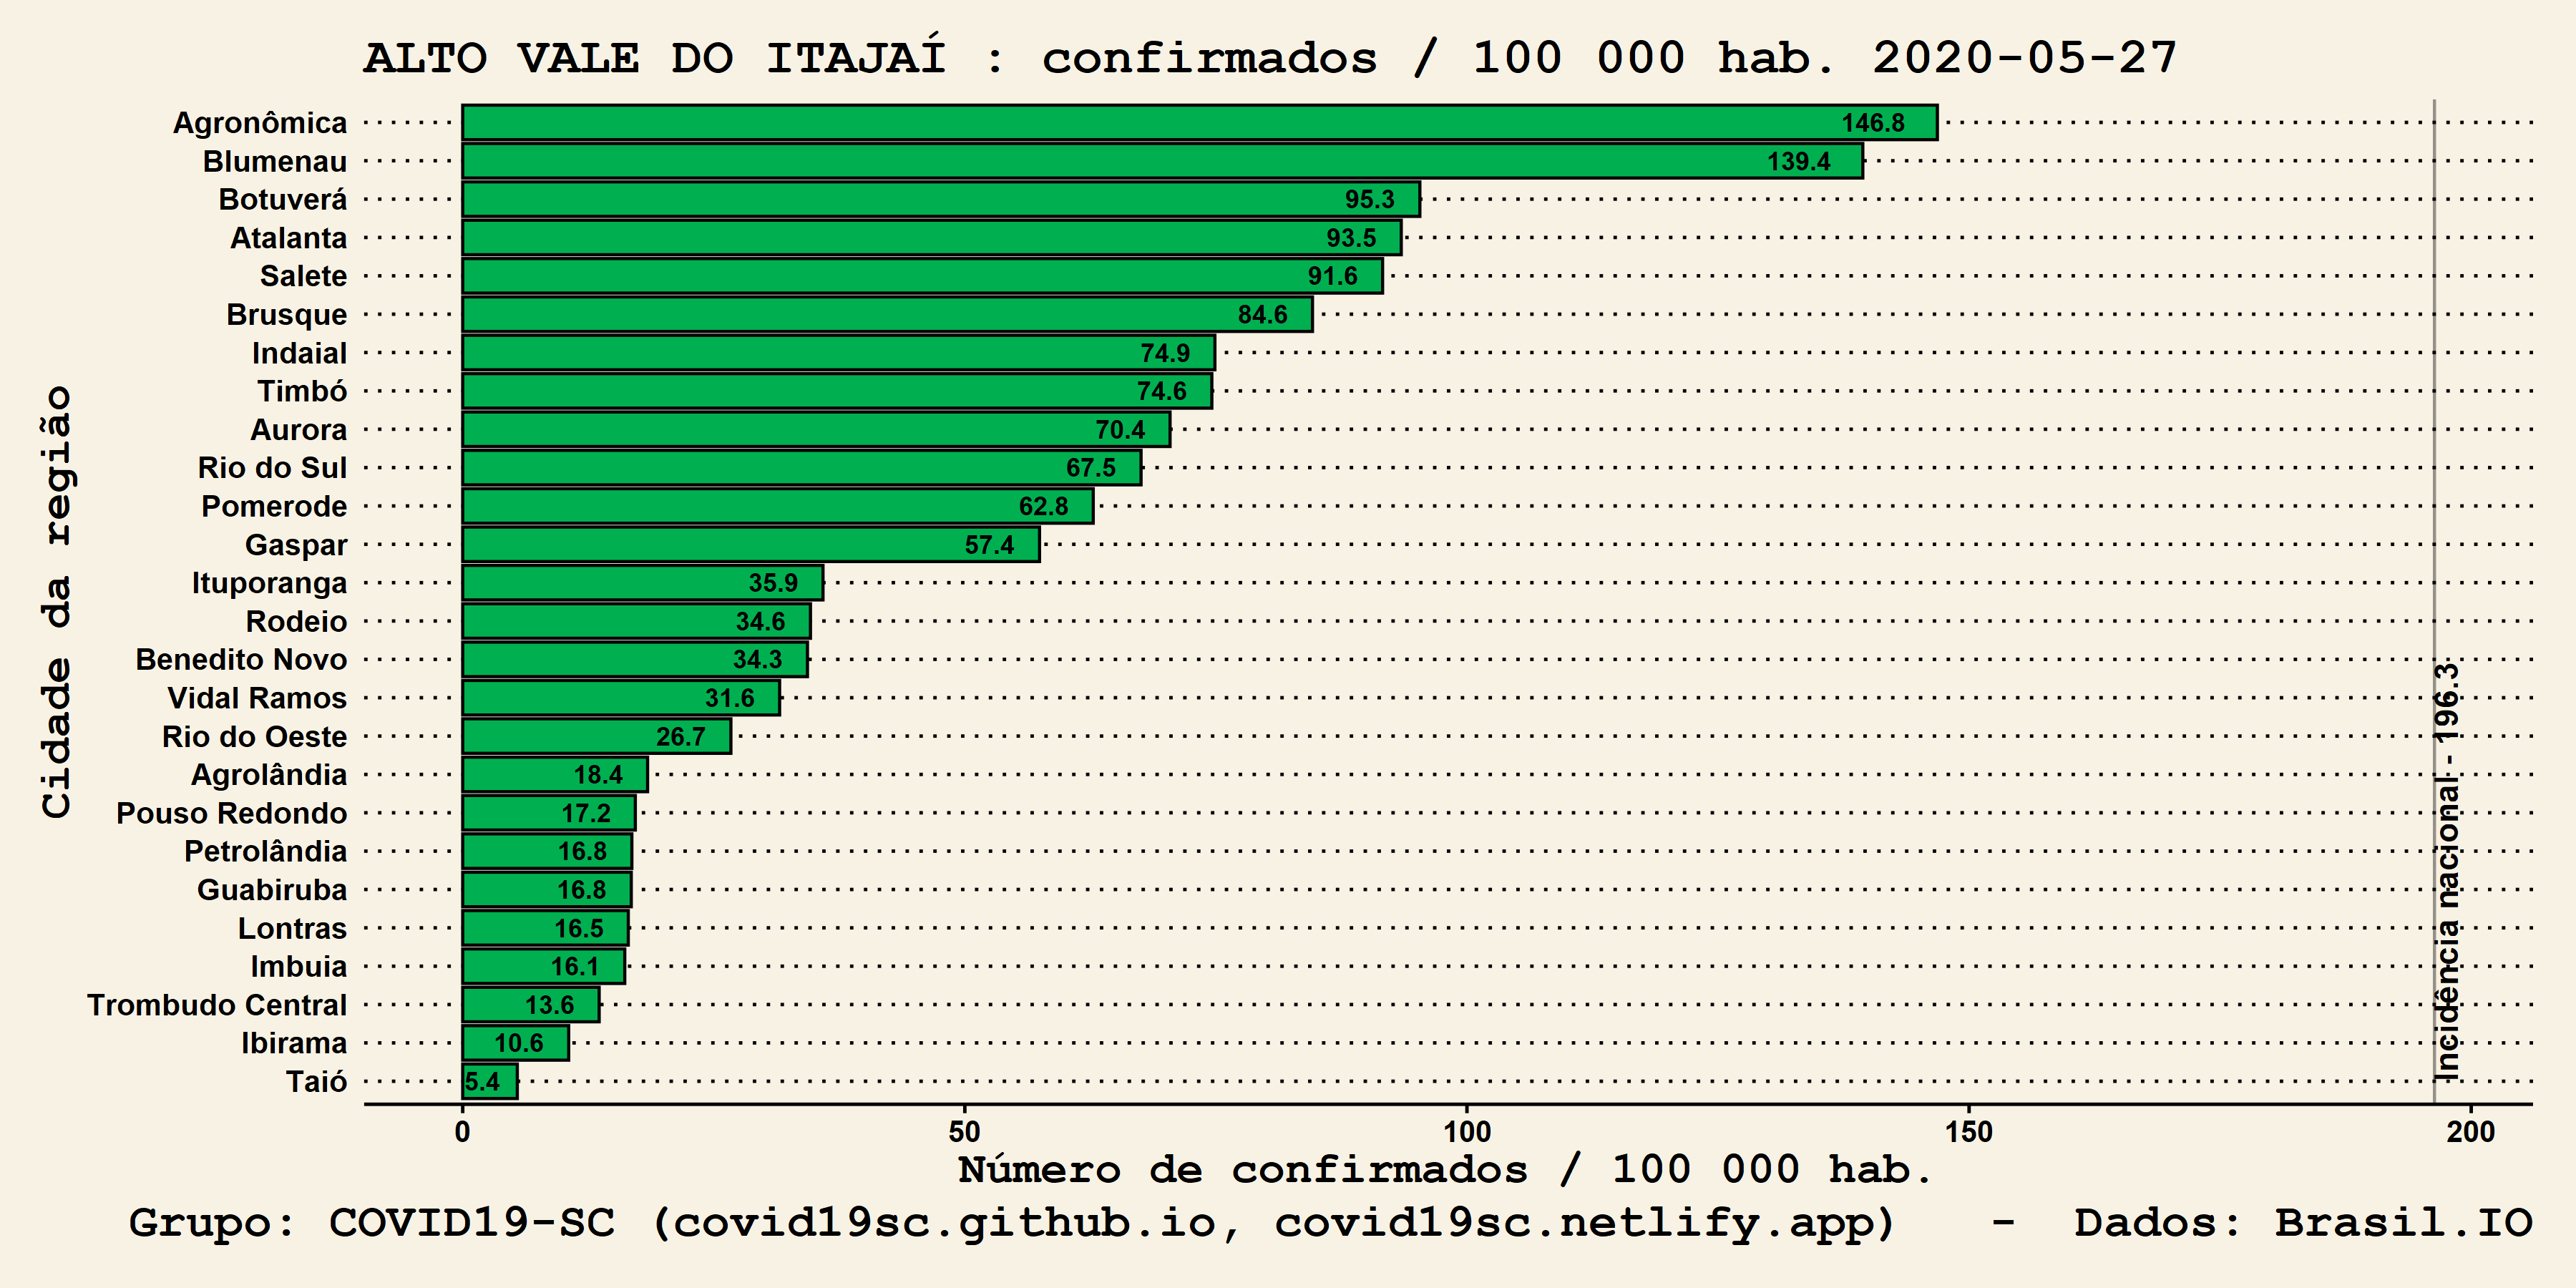 ALTO VALE DO ITAJAÍ : confirmados / 100 000 hab. 2020-05-27
Cidade da região
Agronômica 146.8
Blumenau 139.4
Botuverá 95.3
Atalanta 93.5
Salete 91.6
Brusque 84.6
Indaial 74.9
Timbó 74.6
Aurora 70.4
Rio do Sul 67.5
Pomerode 62.8
Gaspar 57.4
Ituporanga 35.9
Rodeio 34.6
Benedito Novo 34.3
Vidal Ramos 31.6
Rio do Oeste 26.7
Agrolândia 18.4
Pouso Redondo 17.2
Petrolândia 16.8
Guabiruba 16.8
Lontras 16.5
Imbuia 16.1
Trombudo Central 13.6
Ibirama 10.6
Taió 5.4
Incidência nacional - 196.3
0 50 100 150 200
Número de confirmados / 100 000 hab.
Grupo: COVID19-SC (covid19sc.github.io, covid19sc.netlify.app) - Dados: Brasil.IO